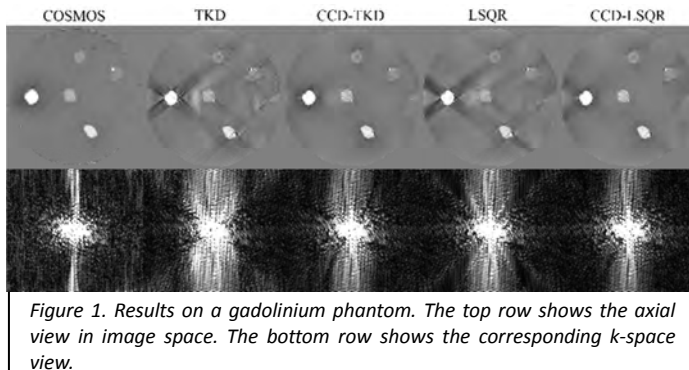 COSMOS TKD CCD-TKD LSQR CCD-LSQR
Figure 1. Results on a gadolinium phantom. The top row shows the axial
view in image space. The bottom row shows the corresponding k-space
view.